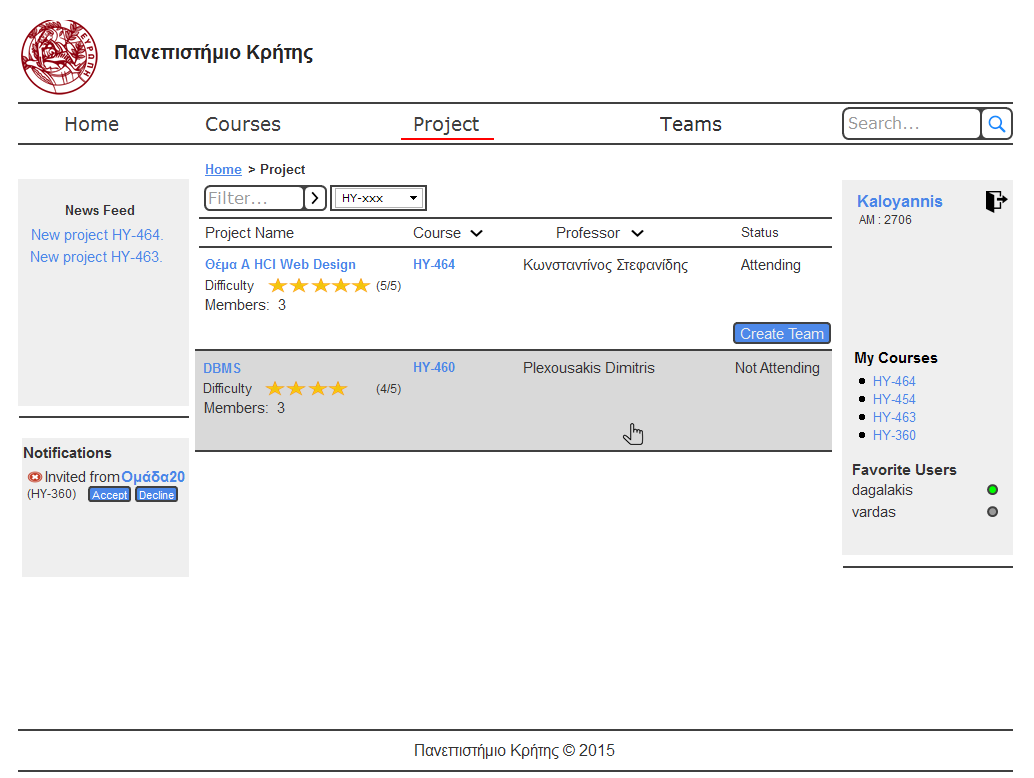 ΕΥΡΩΠΗ
Πανεπιστήμιο Κρήτης
Home Courses Project Teams Search...
Home > Project
Filter... HY-xxx
Project Name Course Professor Status
Θέμα Α HCI Web Design HY-464 Κωνσταντίνος Στεφανίδης Attending
Difficulty (5/5)
Members: 3
Create Team
DBMS HY-460 Plexousakis Dimitris Not Attending
Difficulty (4/5)
Members: 3
News Feed
New project HY-464.
New project HY-463.
Notifications
Invited from Ομάδα20
(HY-360) Accept Decline
Kaloyannis
AM : 2706
My Courses
HY-464
HY-454
HY-463
HY-360
Favorite Users
dagalakis
vardas
Πανεπιστήμιο Κρήτης © 2015